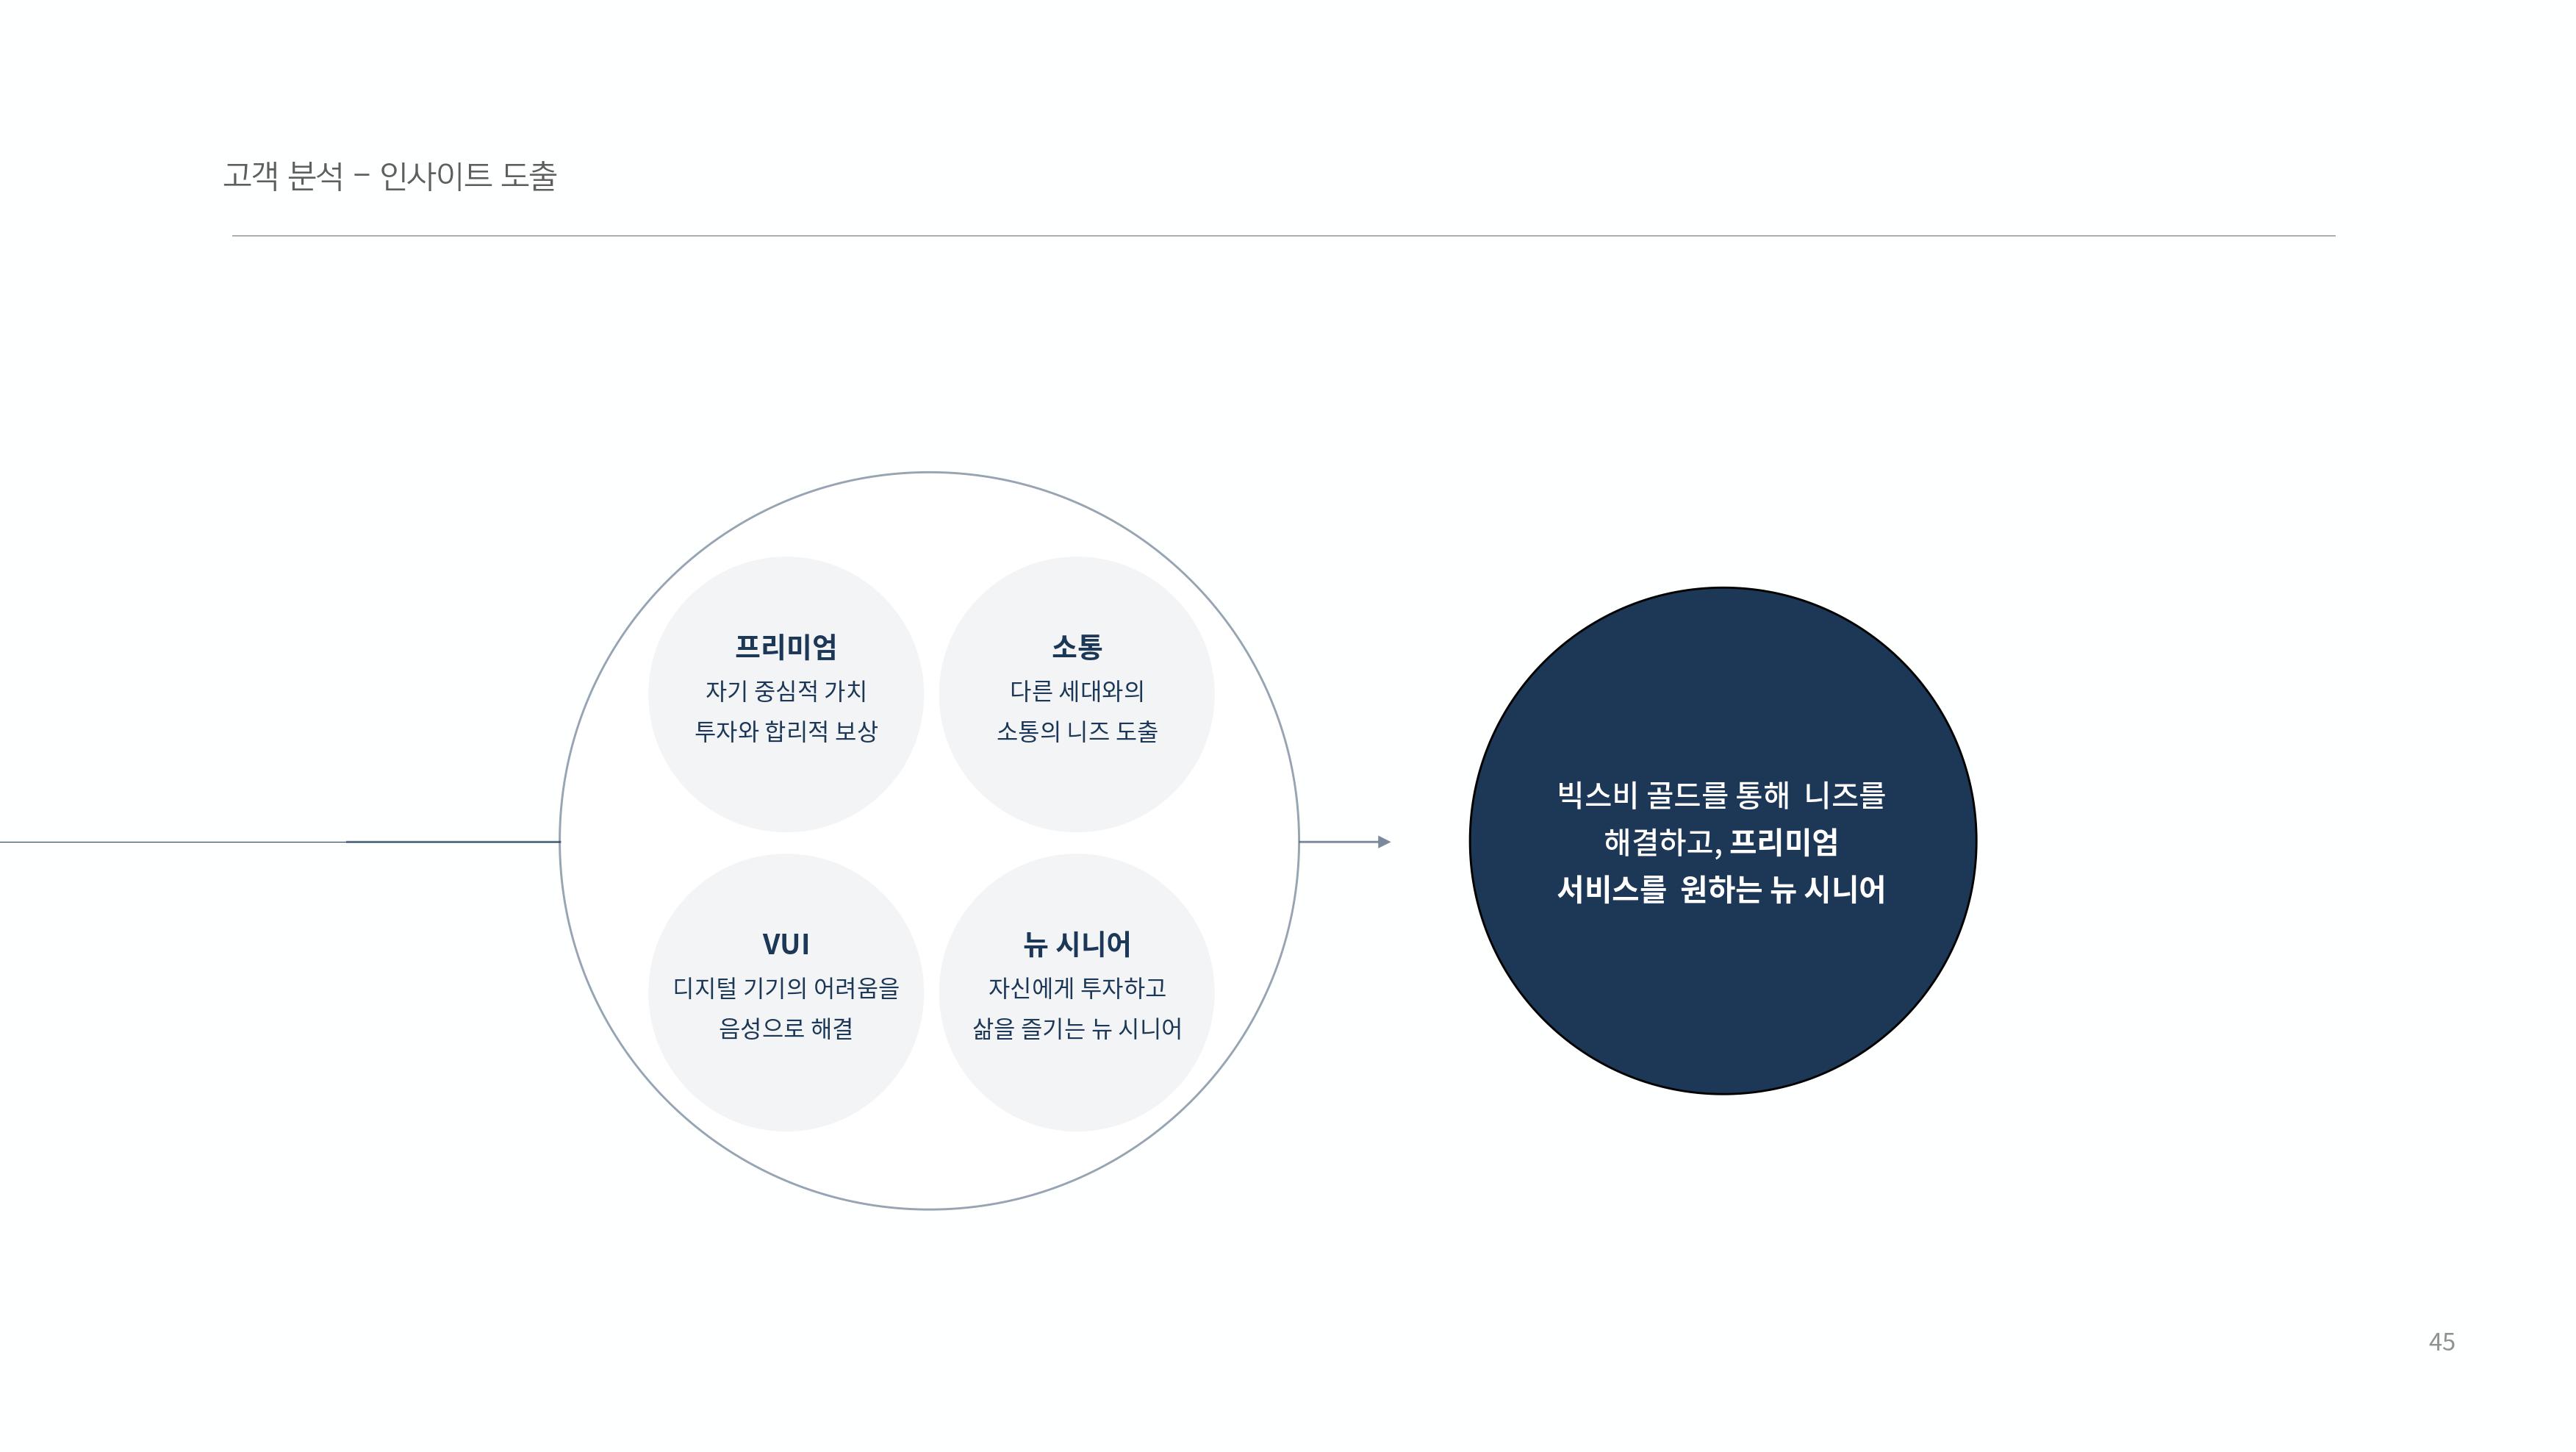 고객 분석 – 인사이트 도출
프리미엄
자기 중심적 가치
투자와 합리적 보상
소통
다른 세대와의
소통의 니즈 도출
VUI
디지털 기기의 어려움을
음성으로 해결
뉴 시니어
자신에게 투자하고
삶을 즐기는 뉴 시니어
빅스비 골드를 통해 니즈를
해결하고, 프리미엄
서비스를 원하는 뉴 시니어
45